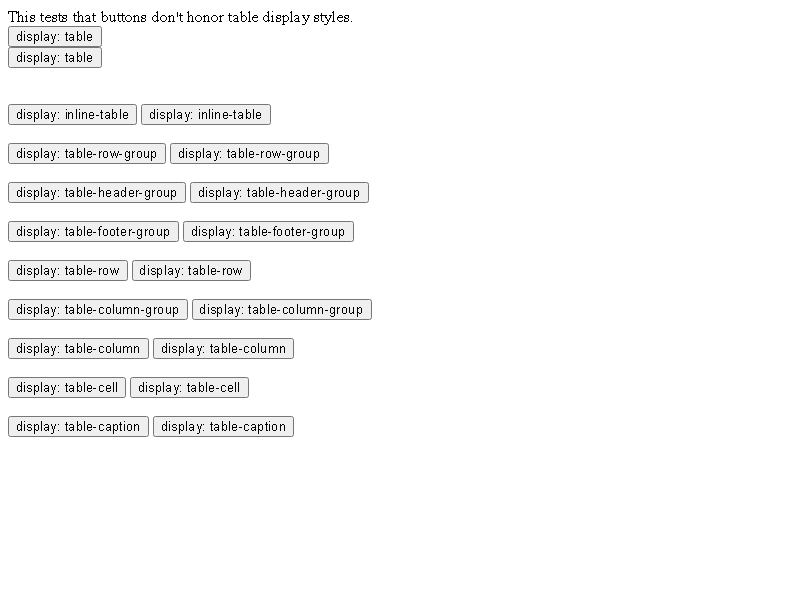 This tests that buttons don't honor table display styles.
display: table
display: table
display: inline-table display: inline-table
display: table-row-group display: table-row-group
display: table-header-group display: table-header-group
display: table-footer-group display: table-footer-group
display: table-row display: table-row
display: table-column-group display: table-column-group
display: table-column display: table-column
display: table-cell display: table-cell
display: table-caption display: table-caption